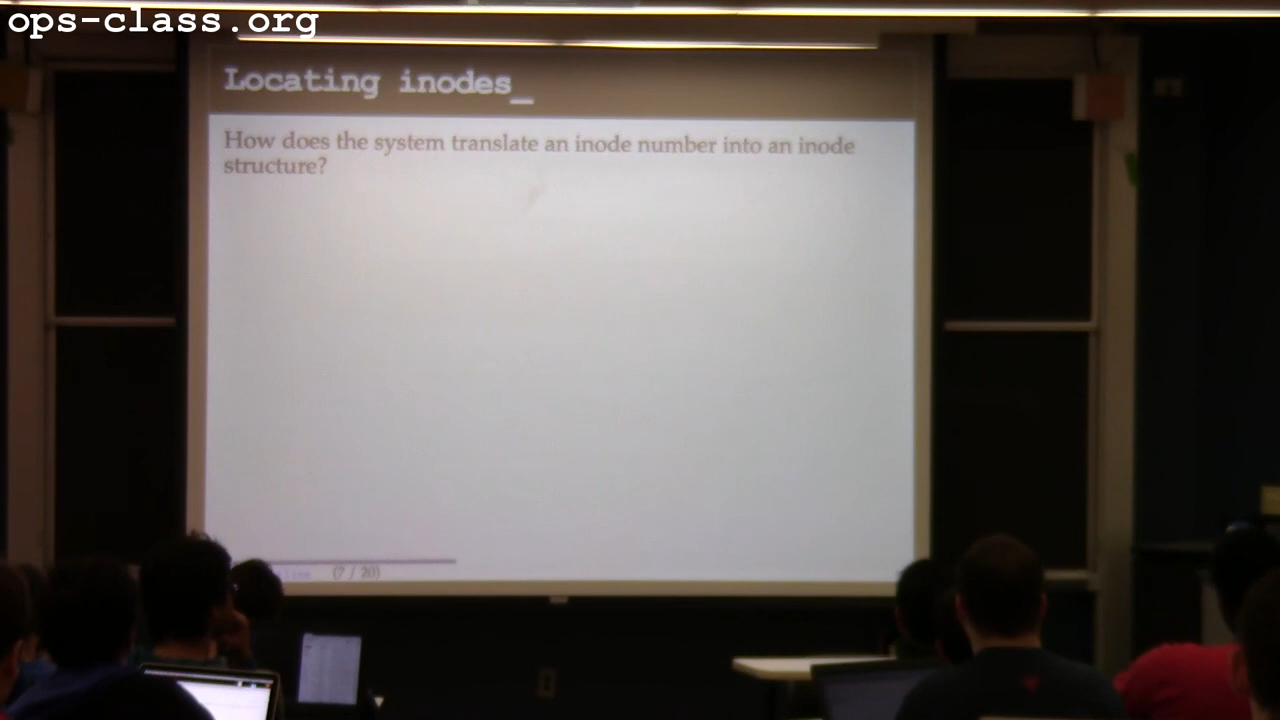 ops-class.org
Locating inodes_
How does the system translate an inode number into an inode
structure?
(7 / 20)